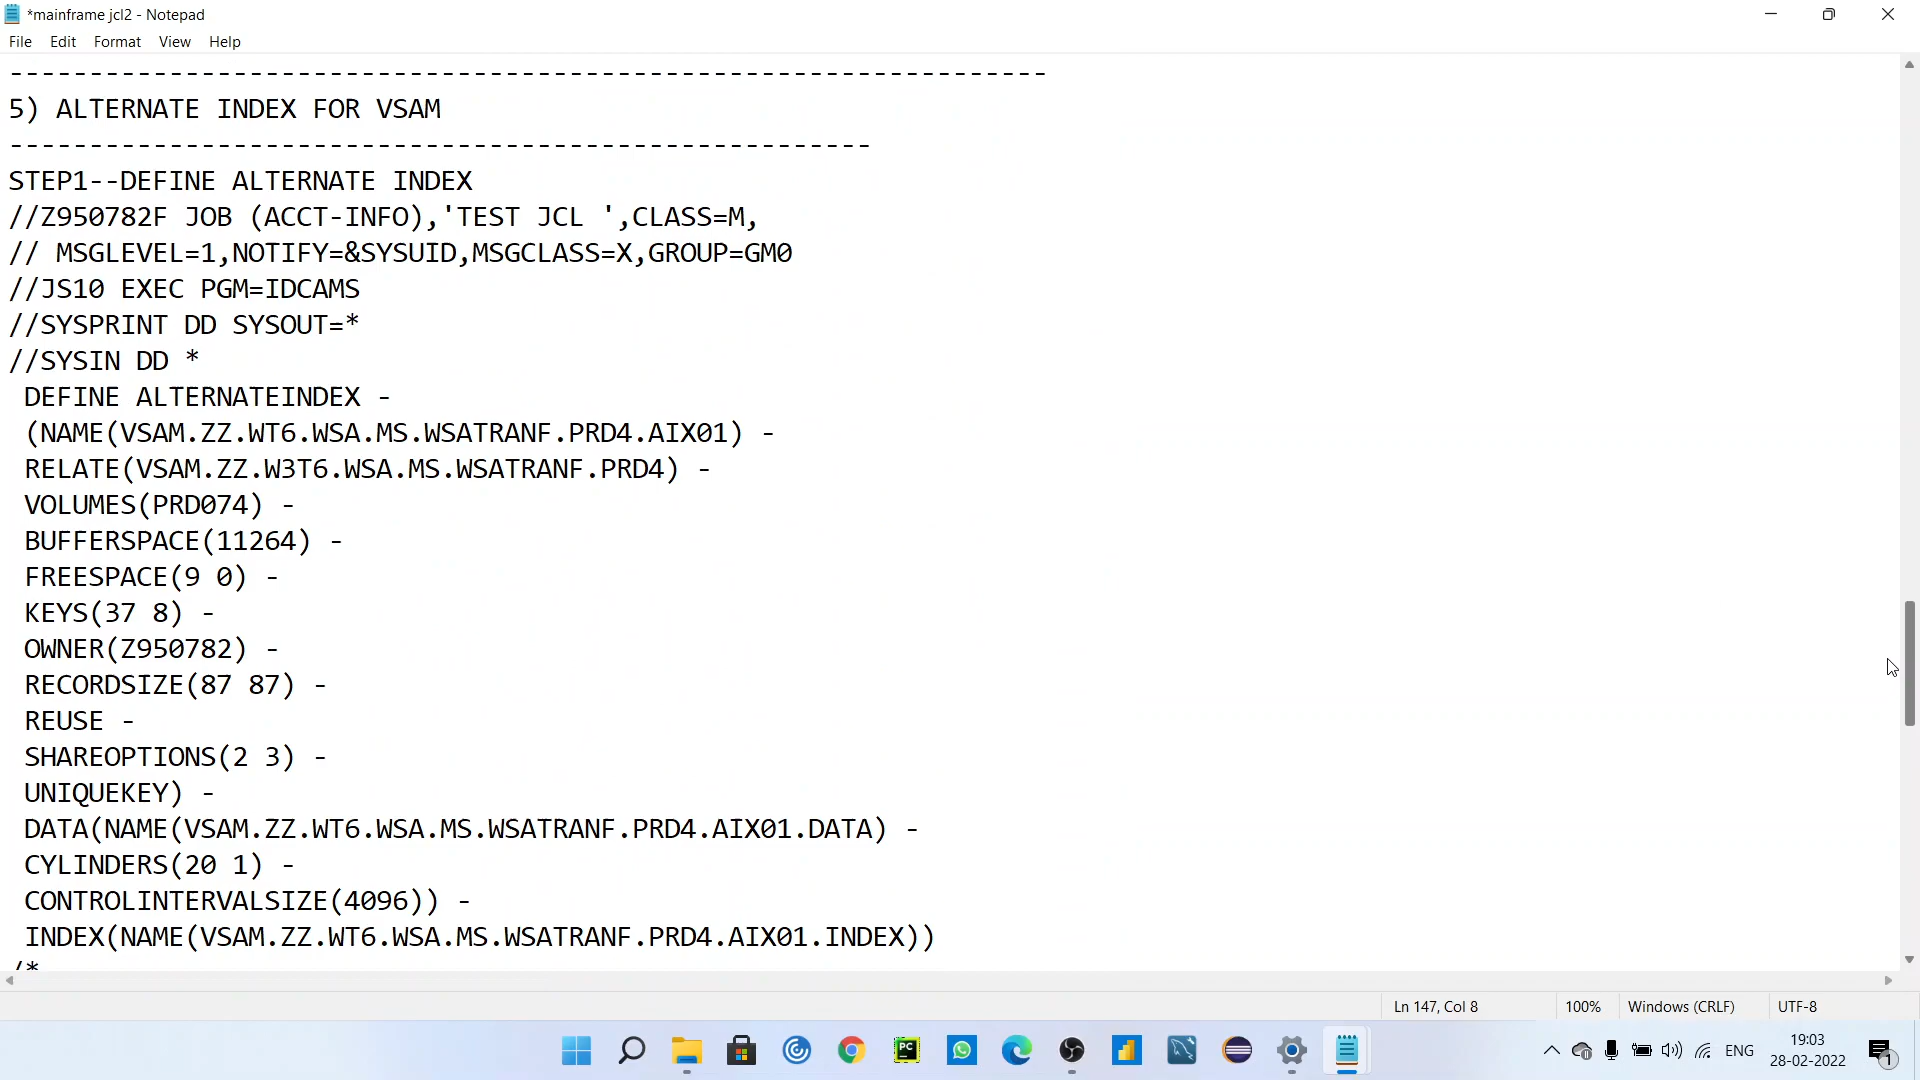 *mainframe jcl2 - Notepad
File Edit Format View Help
-----------------------------------------------------------------
5) ALTERNATE INDEX FOR VSAM
------------------------------------------------------
STEP1--DEFINE ALTERNATE INDEX
//Z950782F JOB (ACCT-INFO),'TEST JCL ',CLASS=M,
// MSGLEVEL=1,NOTIFY=&SYSUID,MSGCLASS=X,GROUP=GM0
//JS10 EXEC PGM=IDCAMS
//SYSPRINT DD SYSOUT=*
//SYSIN DD *
DEFINE ALTERNATEINDEX -
(NAME(VSAM.ZZ.WT6.WSA.MS.WSATRANF.PRD4.AIX01) -
RELATE(VSAM.ZZ.W3T6.WSA.MS.WSATRANF.PRD4) -
VOLUMES(PRD074) -
BUFFERSPACE(11264) -
FREESPACE(9 0) -
KEYS(37 8) -
OWNER(Z950782) -
RECORDSIZE(87 87) -
REUSE -
SHAREOPTIONS(2 3) -
UNIQUEKEY) -
DATA(NAME(VSAM.ZZ.WT6.WSA.MS.WSATRANF.PRD4.AIX01.DATA) -
CYLINDERS(20 1) -
CONTROLINTERVALSIZE(4096)) -
INDEX(NAME(VSAM.ZZ.WT6.WSA.MS.WSATRANF.PRD4.AIX01.INDEX))
/*
Ln 147, Col 8 100% Windows (CRLF) UTF-8
PC
ENG
19:03
28-02-2022
1